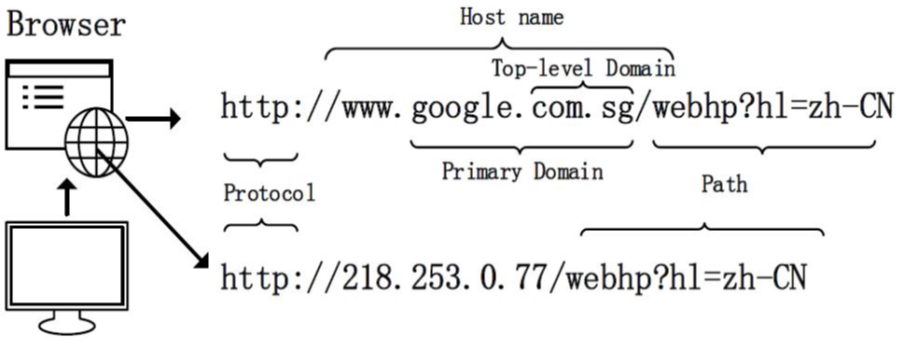 Browser
Host name
Top-level Domain
http://www.google.com.sg/webhp?hl=zh-CN
Primary Domain
Protocol
Path
http://218.253.0.77/webhp?hl=zh-CN